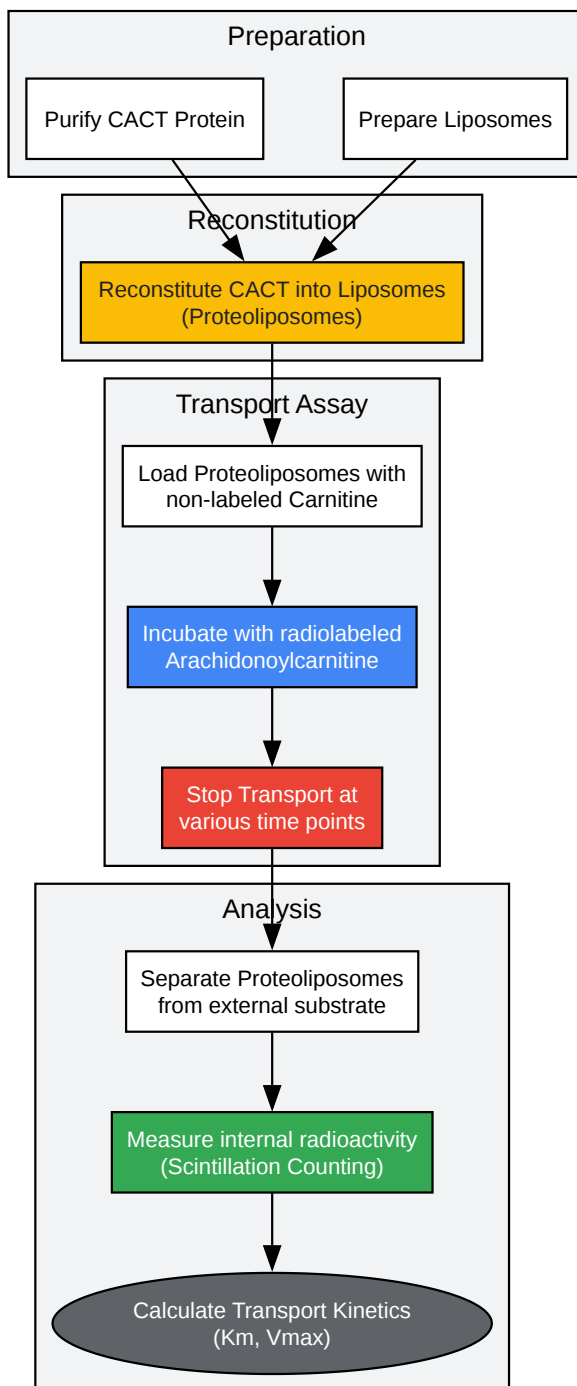 Preparation
Purify CACT Protein
Prepare Liposomes
Reconstitution
Reconstitute CACT into Liposomes
(Proteoliposomes)
Transport Assay
Load Proteoliposomes with
non-labeled Carnitine
Incubate with radiolabeled
Arachidonoylcarnitine
Stop Transport at
various time points
Analysis
Separate Proteoliposomes
from external substrate
Measure internal radioactivity
(Scintillation Counting)
Calculate Transport Kinetics
(Km, Vmax)